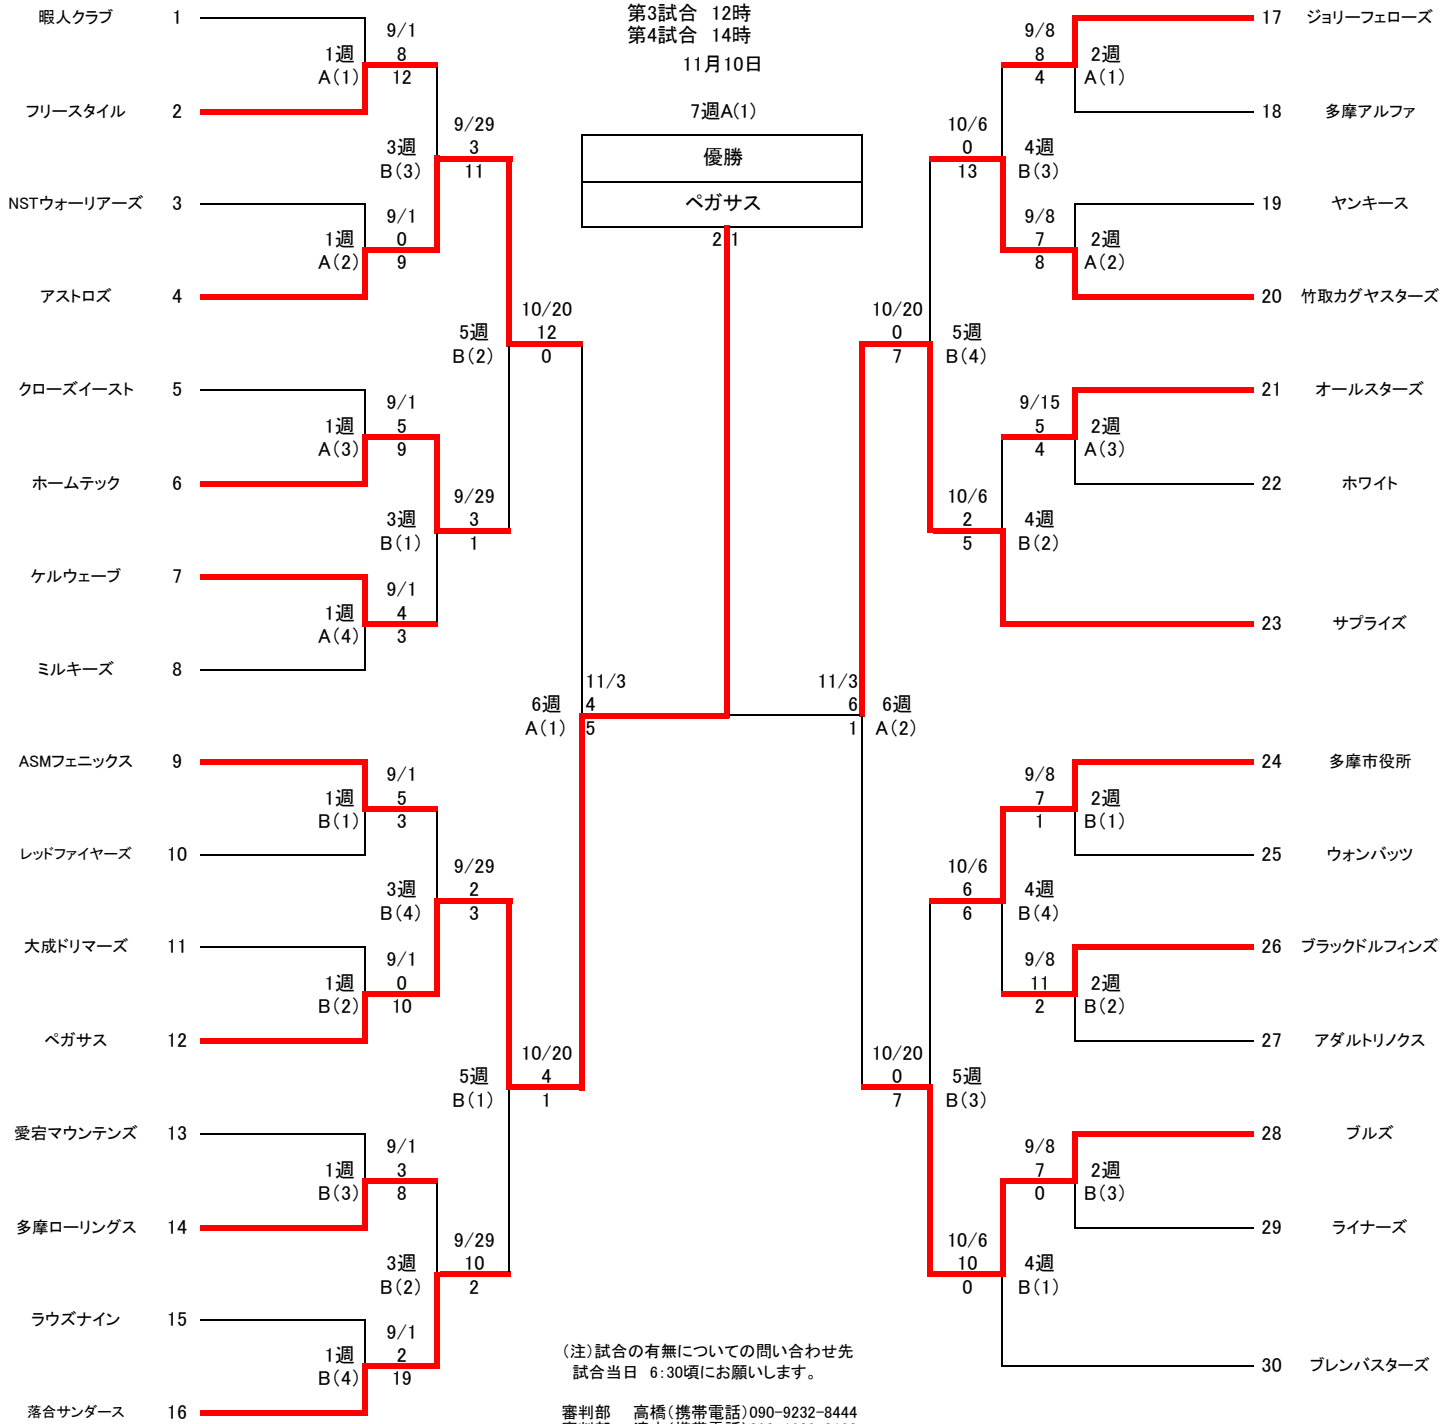 第3試合 12時
第4試合 14時
11月10日
7週A(1)
優勝
ペガサス
2 1
暇人クラブ 1
9/1
1週 8
A(1) 12
フリースタイル 2
9/29
3週 3
B(3) 11
NSTウォーリアーズ 3
9/1
1週 0
A(2) 9
アストロズ 4
10/20
5週 12
B(2) 0
クローズイースト 5
9/1
1週 5
A(3) 9
ホームテック 6
9/29
3週 3
B(1) 1
ケルウェーブ 7
9/1
1週 4
A(4) 3
ミルキーズ 8
11/3
6週 4
A(1) 5
ASMフェニックス 9
9/1
1週 5
B(1) 3
レッドファイヤーズ 10
9/29
3週 2
B(4) 3
大成ドリマーズ 11
9/1
1週 0
B(2) 10
ペガサス 12
10/20
5週 4
B(1) 1
愛宕マウンテンズ 13
9/1
1週 3
B(3) 8
多摩ローリングス 14
9/29
3週 10
B(2) 2
ラウズナイン 15
9/1
1週 2
B(4) 19
落合サンダース 16
17 ジョリーフェローズ
9/8
8 2週
4 A(1)
18 多摩アルファ
10/6
0 4週
13 B(3)
19 ヤンキース
9/8
7 2週
8 A(2)
20 竹取カグヤスターズ
10/20
0 5週
7 B(4)
21 オールスターズ
9/15
5 2週
4 A(3)
22 ホワイト
10/6
2 4週
5 B(2)
23 サプライズ
11/3
6 6週
1 A(2)
24 多摩市役所
9/8
7 2週
1 B(1)
25 ウォンバッツ
10/6
6 4週
6 B(4)
26 ブラックドルフィンズ
9/8
11 2週
2 B(2)
27 アダルトリノクス
10/20
0 5週
7 B(3)
28 ブルズ
9/8
7 2週
0 B(3)
29 ライナーズ
10/6
10 4週
0 B(1)
30 ブレンバスターズ
(注)試合の有無についての問い合わせ先
試合当日 6:30頃にお願いします。
審判部 高橋(携帯電話)090-9232-8444